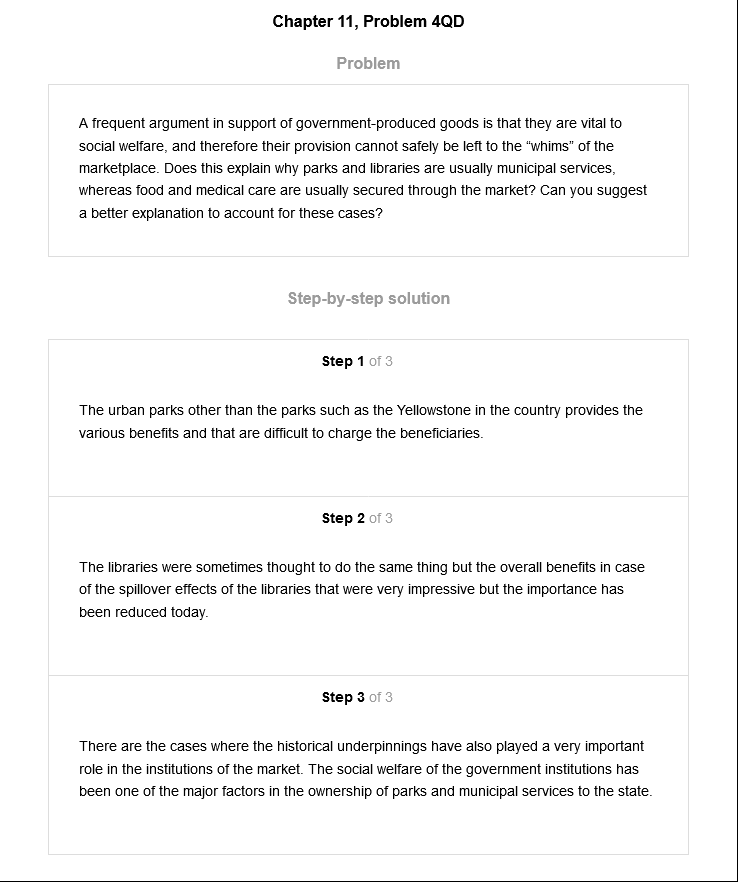 Chapter 11, Problem 4QD
Problem
A frequent argument in support of government-produced goods is that they are vital to
social welfare, and therefore their provision cannot safely be left to the “whims” of the
marketplace. Does this explain why parks and libraries are usually municipal services,
whereas food and medical care are usually secured through the market? Can you suggest
a better explanation to account for these cases?
Step-by-step solution
Step 1 of 3
The urban parks other than the parks such as the Yellowstone in the country provides the
various benefits and that are difficult to charge the beneficiaries.
Step 2 of 3
The libraries were sometimes thought to do the same thing but the overall benefits in case
of the spillover effects of the libraries that were very impressive but the importance has
been reduced today.
Step 3 of 3
There are the cases where the historical underpinnings have also played a very important
role in the institutions of the market. The social welfare of the government institutions has
been one of the major factors in the ownership of parks and municipal services to the state.